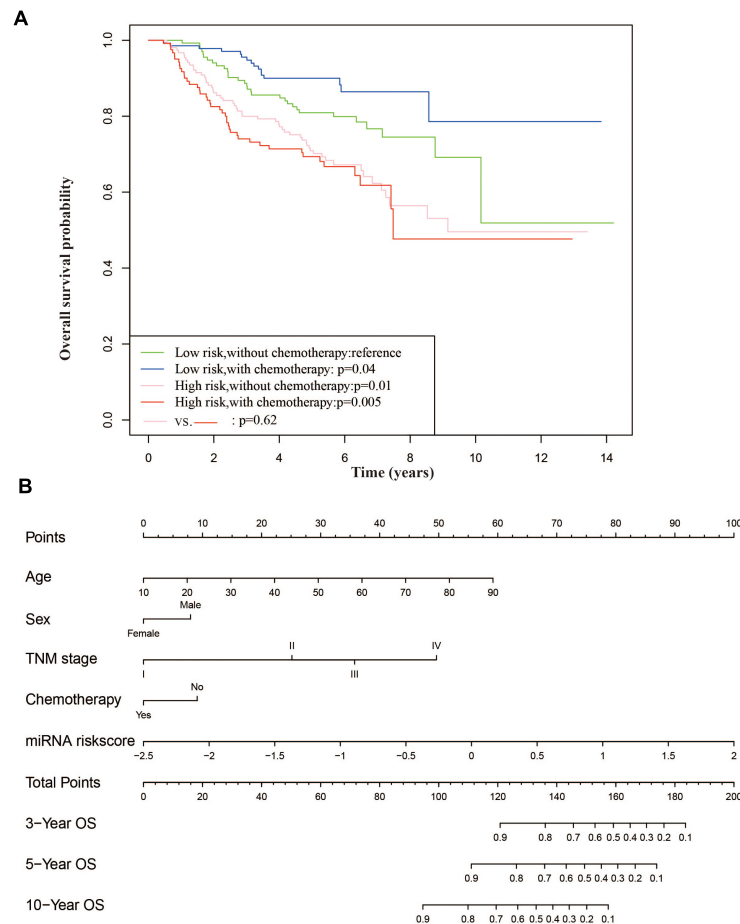 A
Overall survival probability
1.0
0.8
0.6
0.4
0.2
0.0
Low risk,without chemotherapy:reference
Low risk,with chemotherapy: p=0.04
High risk,without chemotherapy:p=0.01
High risk,with chemotherapy:p=0.005
vs. : p=0.62
0 2 4 6 8 10 12 14
Time (years)
B
Points
0 10 20 30 40 50 60 70 80 90 100
Age
10 20 30 40 50 60 70 80 90
Male
Sex
Female
II IV
TNM stage
I III
No
Chemotherapy
Yes
miRNA riskscore
−2.5 −2 −1.5 −1 −0.5 0 0.5 1 1.5 2
Total Points
0 20 40 60 80 100 120 140 160 180 200
3−Year OS
0.9 0.8 0.7 0.6 0.5 0.4 0.3 0.2 0.1
5−Year OS
0.9 0.8 0.7 0.6 0.5 0.4 0.3 0.2 0.1
10−Year OS
0.9 0.8 0.7 0.6 0.5 0.4 0.3 0.2 0.1